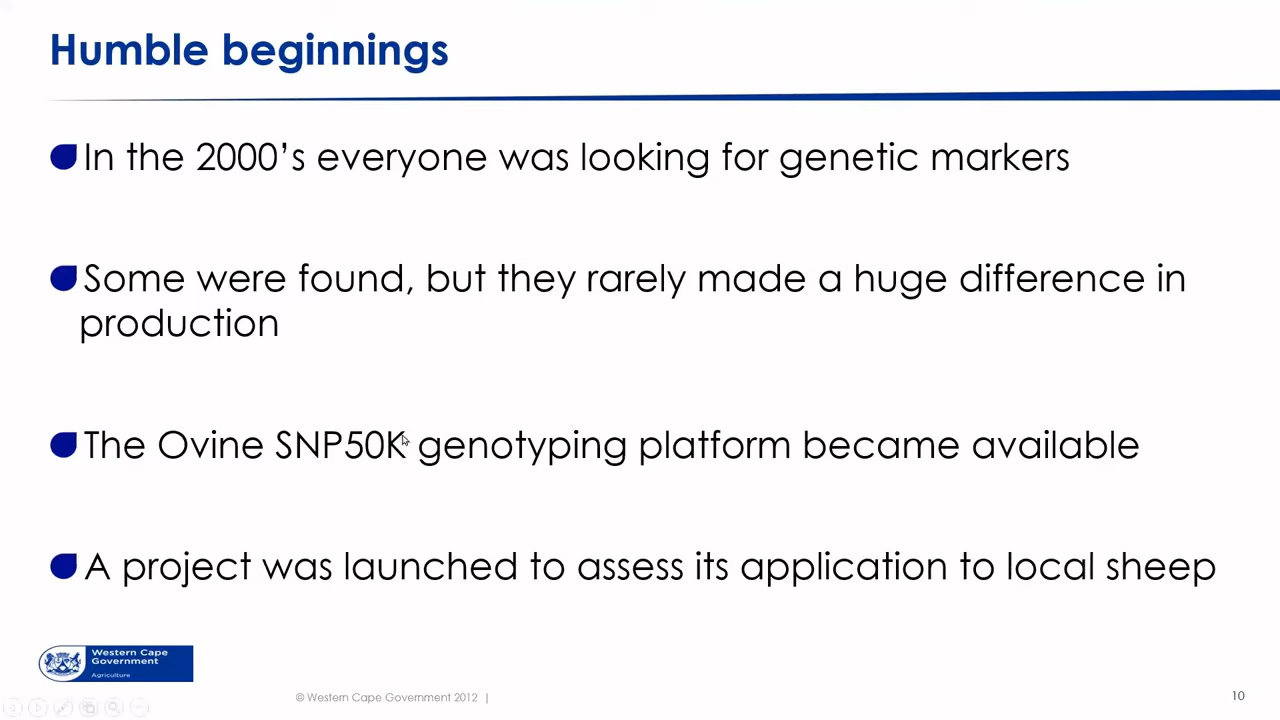 Humble beginnings
In the 2000’s everyone was looking for genetic markers
Some were found, but they rarely made a huge difference in
production
The Ovine SNP50K genotyping platform became available
A project was launched to assess its application to local sheep
Western Cape
Government
Agriculture
© Western Cape Government 2012 |
10